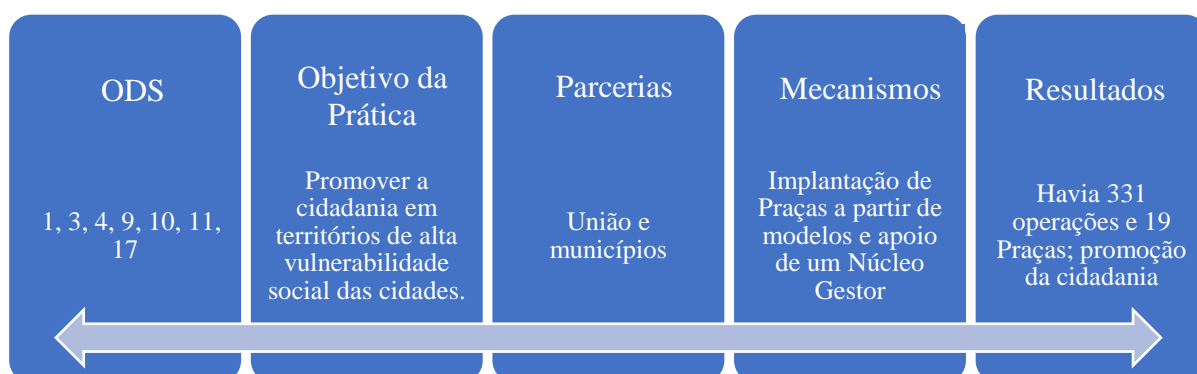 ODS
1, 3, 4, 9, 10, 11,
17
Objetivo da
Prática
Promover a
cidadania em
territórios de alta
vulnerabilidade
social das cidades.
Parcerias
União e
municípios
Mecanismos
Implantação de
Praças a partir de
modelos e apoio
de um Núcleo
Gestor
Resultados
Havia 331
operações e 19
Praças; promoção
da cidadania